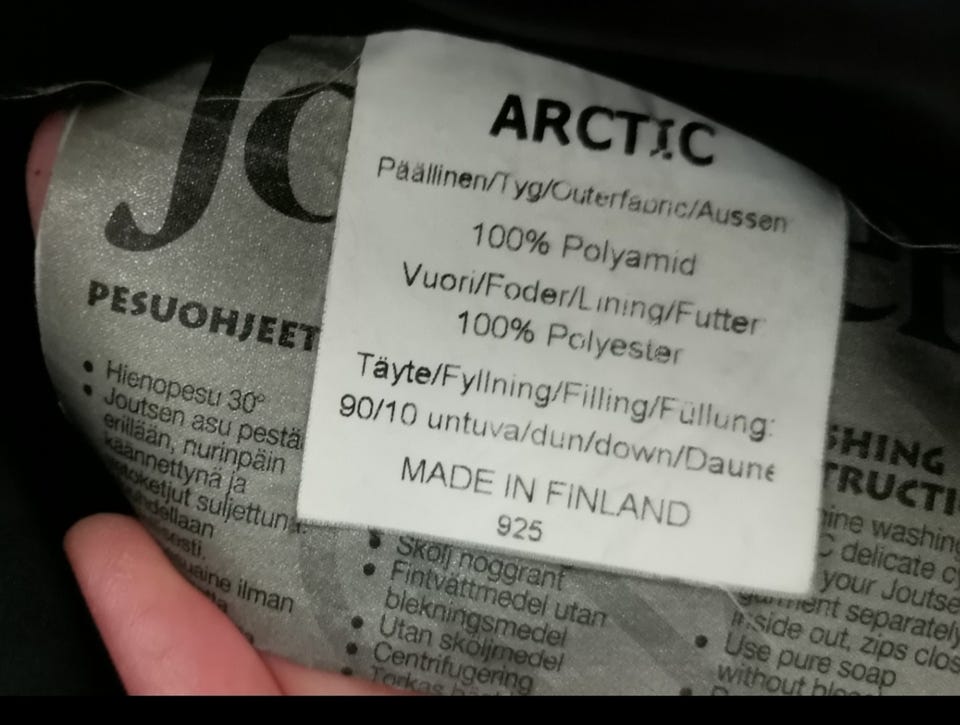 Jo
ARCTIC
Päällinen/Tyg/Outerfabric/Aussen
100% Polyamid
Vuori/Foder/Lining/Futter
100% Polyester
Täyte/Fyllning/Filling/Füllung:
90/10 untuva/dun/down/Daune
MADE IN FINLAND
925
PESUOHJEET
• Hienopesu 30°
• Joutsen asu pestä
erillään, nurinpäin
käännettynä ja
suljettuna.
ilman
• Skölj noggrant
• Fintvättmedel utan
blekningsmedel
• Utan sköljmedel
• Centrifugering
Torkas
SHING
TRUCTI
washing
C delicate
your Joutse
garment separately
inside out, zips clos
• Use pure soap
without